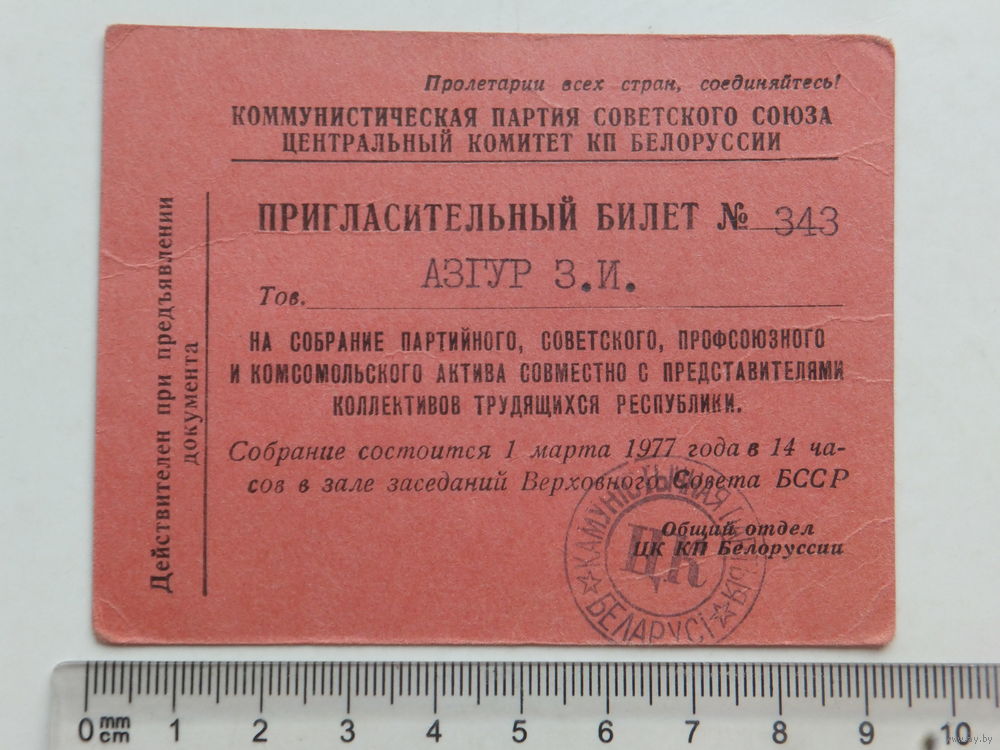 Пролетарии всех стран, соединяйтесь!
КОММУНИСТИЧЕСКАЯ ПАРТИЯ СОВЕТСКОГО СОЮЗА
ЦЕНТРАЛЬНЫЙ КОМИТЕТ КП БЕЛОРУССИИ
ПРИГЛАСИТЕЛЬНЫЙ БИЛЕТ № 343
Тов. АЗГУР З.И.
НА СОБРАНИЕ ПАРТИЙНОГО, СОВЕТСКОГО, ПРОФСОЮЗНОГО
И КОМСОМОЛЬСКОГО АКТИВА СОВМЕСТНО С ПРЕДСТАВИТЕЛЯМИ
КОЛЛЕКТИВОВ ТРУДЯЩИХСЯ РЕСПУБЛИКИ.
Собрание состоится 1 марта 1977 года в 14 ча-
сов в зале заседаний Верховного Совета БССР
Общий отдел
ЦК КП Белоруссии
Действителен при предъявлении
документа
КАМУНІСТЫЧНАЯ
БЕЛАРУСІ
ЦК
0 1 2 3 4 5 6 7 8 9 10
mm
cm